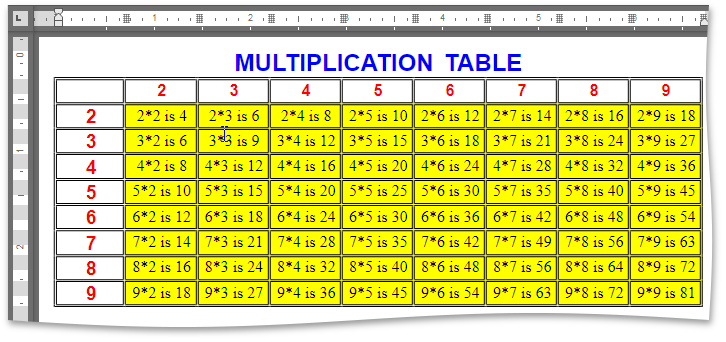 1 2 3 4 5 6
MULTIPLICATION TABLE
2 3 4 5 6 7 8 9
2 2*2 is 4 2*3 is 6 2*4 is 8 2*5 is 10 2*6 is 12 2*7 is 14 2*8 is 16 2*9 is 18
3 3*2 is 6 3*3 is 9 3*4 is 12 3*5 is 15 3*6 is 18 3*7 is 21 3*8 is 24 3*9 is 27
4 4*2 is 8 4*3 is 12 4*4 is 16 4*5 is 20 4*6 is 24 4*7 is 28 4*8 is 32 4*9 is 36
5 5*2 is 10 5*3 is 15 5*4 is 20 5*5 is 25 5*6 is 30 5*7 is 35 5*8 is 40 5*9 is 45
6 6*2 is 12 6*3 is 18 6*4 is 24 6*5 is 30 6*6 is 36 6*7 is 42 6*8 is 48 6*9 is 54
7 7*2 is 14 7*3 is 21 7*4 is 28 7*5 is 35 7*6 is 42 7*7 is 49 7*8 is 56 7*9 is 63
8 8*2 is 16 8*3 is 24 8*4 is 32 8*5 is 40 8*6 is 48 8*7 is 56 8*8 is 64 8*9 is 72
9 9*2 is 18 9*3 is 27 9*4 is 36 9*5 is 45 9*6 is 54 9*7 is 63 9*8 is 72 9*9 is 81
0
1
2